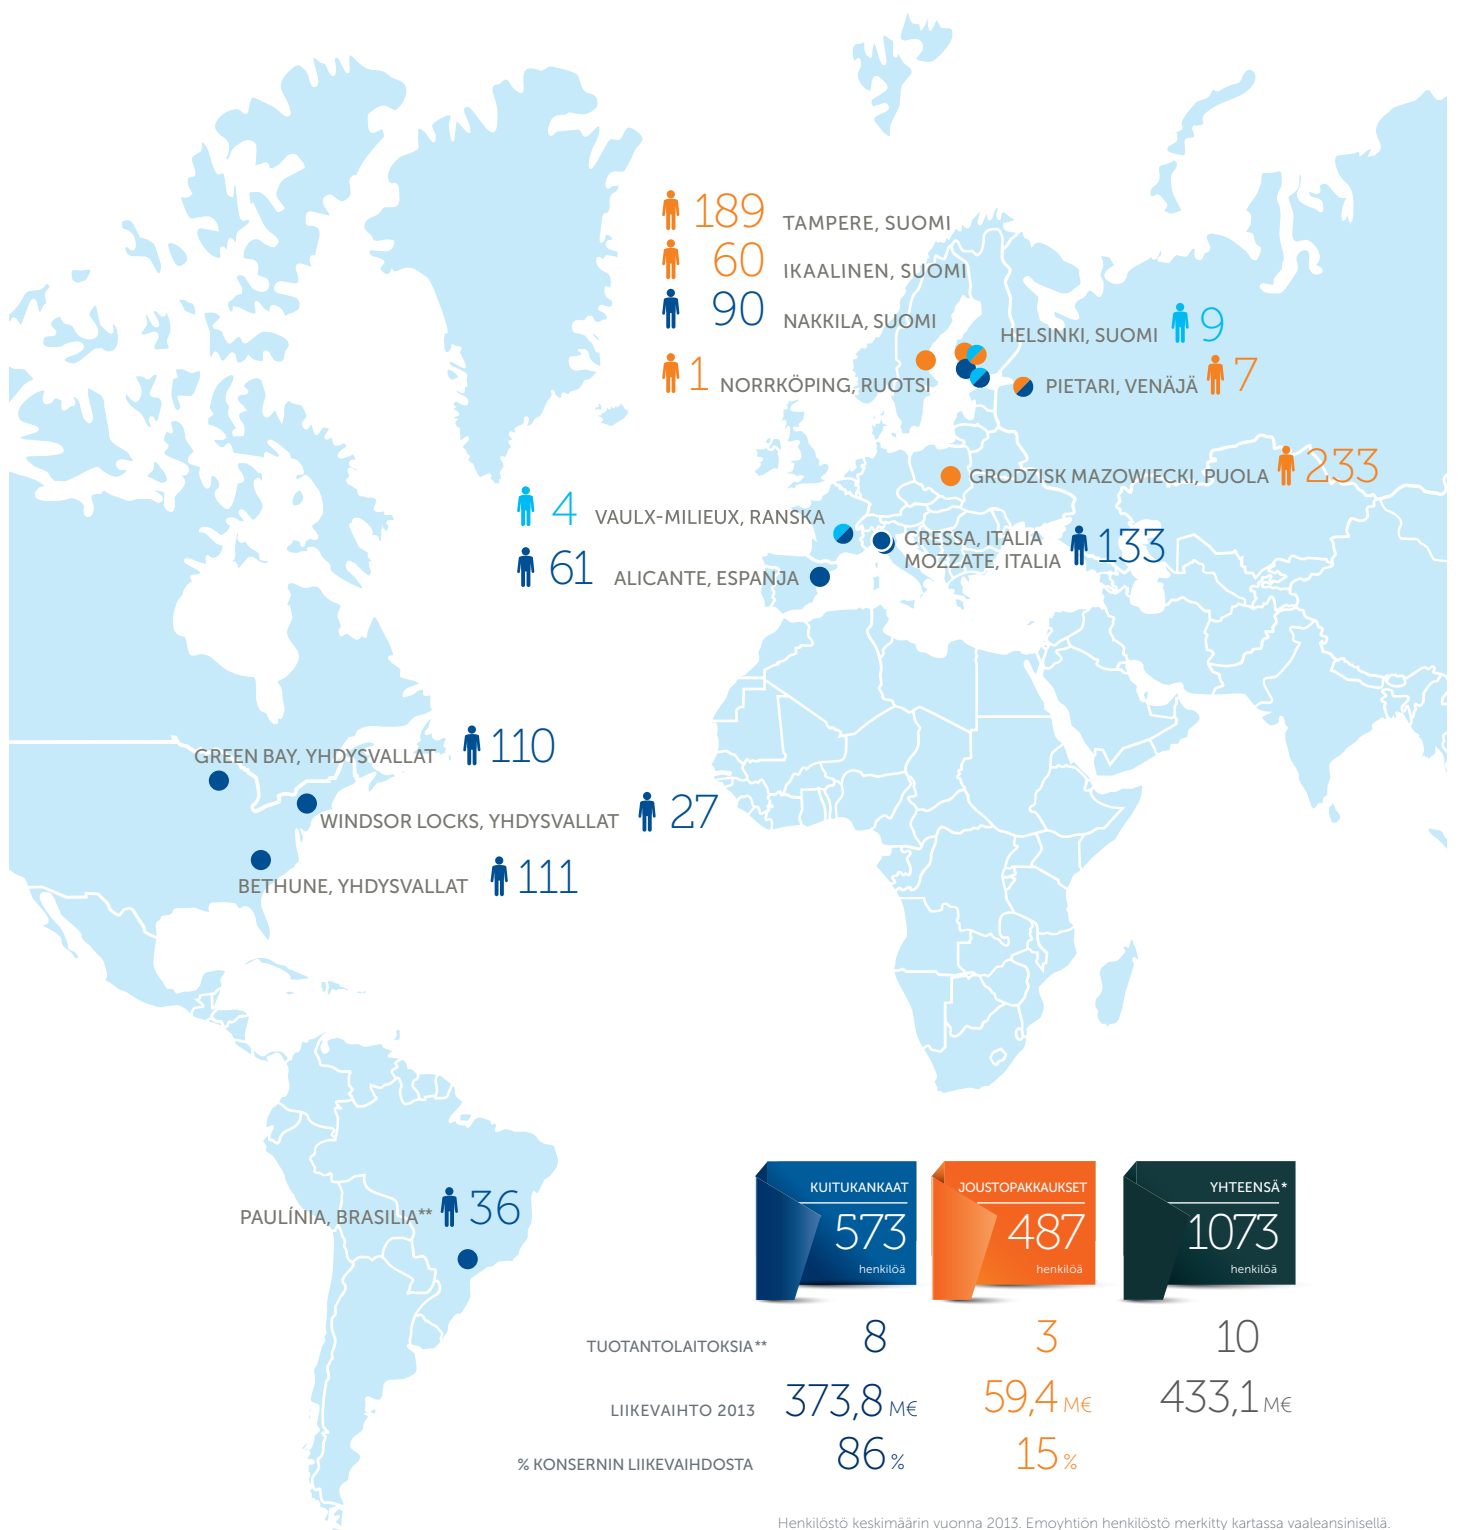 189 TAMPERE, SUOMI
60 IKAALINEN, SUOMI
90 NAKKILA, SUOMI
HELSINKI, SUOMI 9
1 NORRKÖPING, RUOTSI
PIETARI, VENÄJÄ 7
GRODZISK MAZOWIECKI, PUOLA 233
4 VAULX-MILIEUX, RANSKA
CRESSA, ITALIA
MOZZATE, ITALIA 133
61 ALICANTE, ESPANJA
GREEN BAY, YHDYSVALLAT 110
WINDSOR LOCKS, YHDYSVALLAT 27
BETHUNE, YHDYSVALLAT 111
PAULÍNIA, BRASILIA** 36
KUITUKANKAAT JOUSTOPAKKAUKSET YHTEENSÄ*
573 487 1073
henkilöä henkilöä henkilöä
TUOTANTOLAITOKSIA** 8 3 10
LIIKEVAIHTO 2013 373,8 M€ 59,4 M€ 433,1 M€
% KONSERNIN LIIKEVAIHDOSTA 86 % 15 %
Henkilöstö keskimäärin vuonna 2013. Emoyhtiön henkilöstö merkitty kartassa vaaleansinisellä.